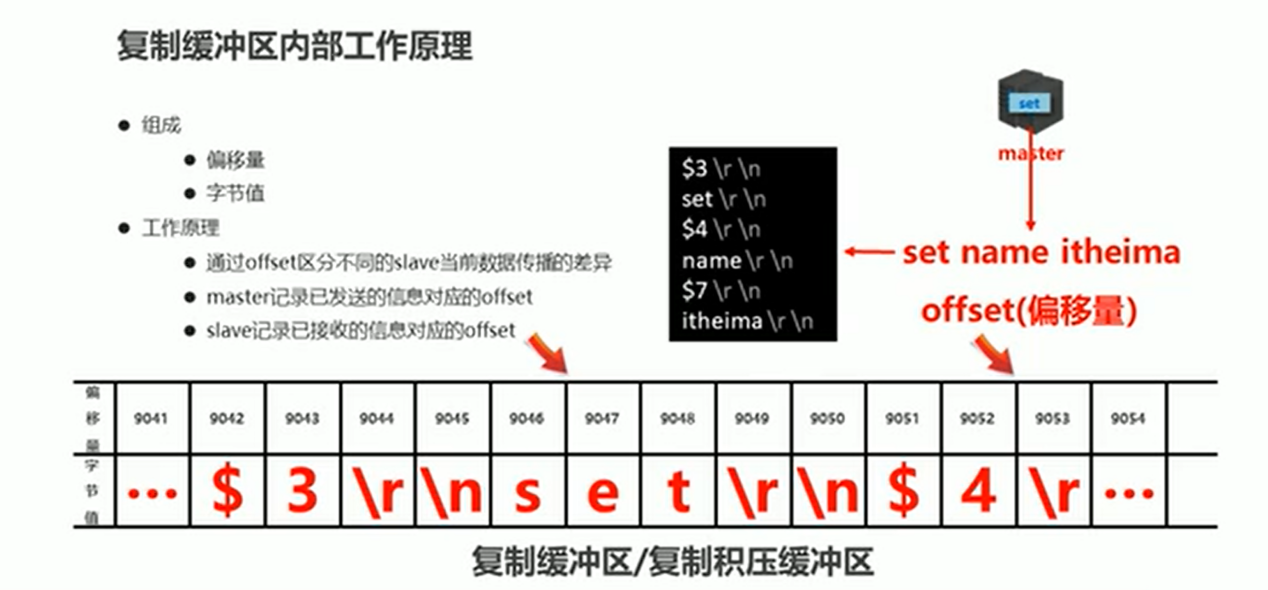 复制缓冲区内部工作原理
● 组成
● 偏移量
● 字节值
● 工作原理
● 通过offset区分不同的slave当前数据传播的差异
● master记录已发送的信息对应的offset
● slave记录已接收的信息对应的offset
$3 \r \n
set \r \n
$4 \r \n
name \r \n
$7 \r \n
itheima \r \n
set
master
set name itheima
offset(偏移量)
偏移量 9041 9042 9043 9044 9045 9046 9047 9048 9049 9050 9051 9052 9053 9054
字节值 ... $ 3 \r \n s e t \r \n $ 4 \r ...
复制缓冲区/复制积压缓冲区